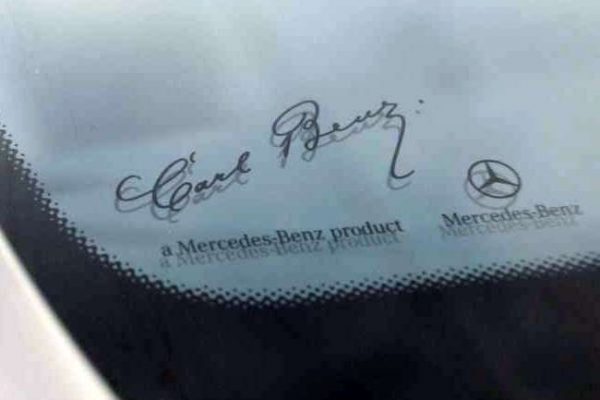 Carl Benz
a Mercedes-Benz product
Mercedes-Benz